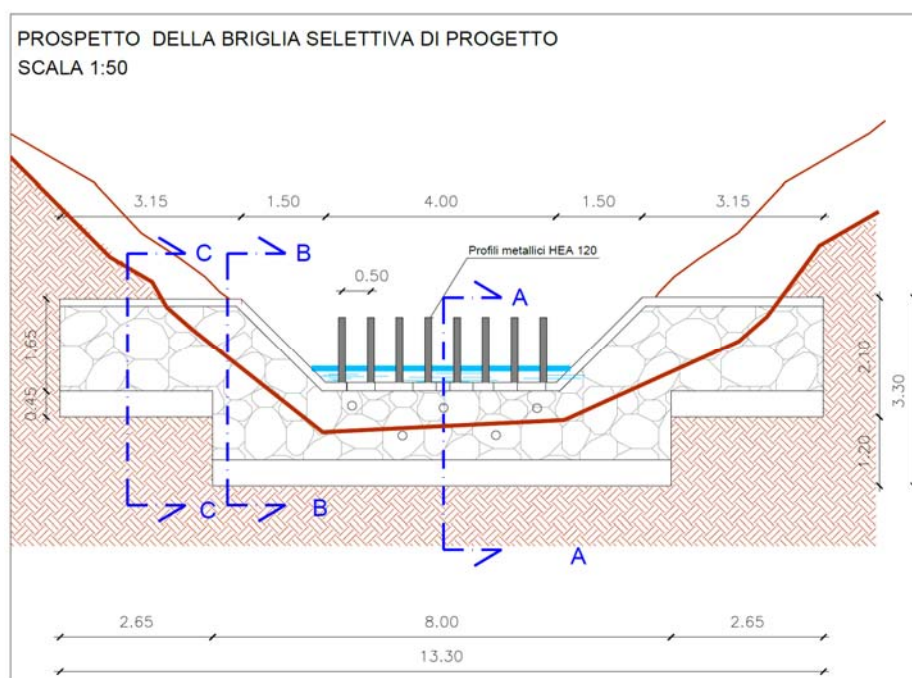 PROSPETTO DELLA BRIGLIA SELETTIVA DI PROGETTO
SCALA 1:50
3.15 1.50 4.00 1.50 3.15
C B Profili metallici HEA 120
0.50
A
1.65 2.10
3.30
0.45
1.20
C B
A
2.65 8.00 2.65
13.30